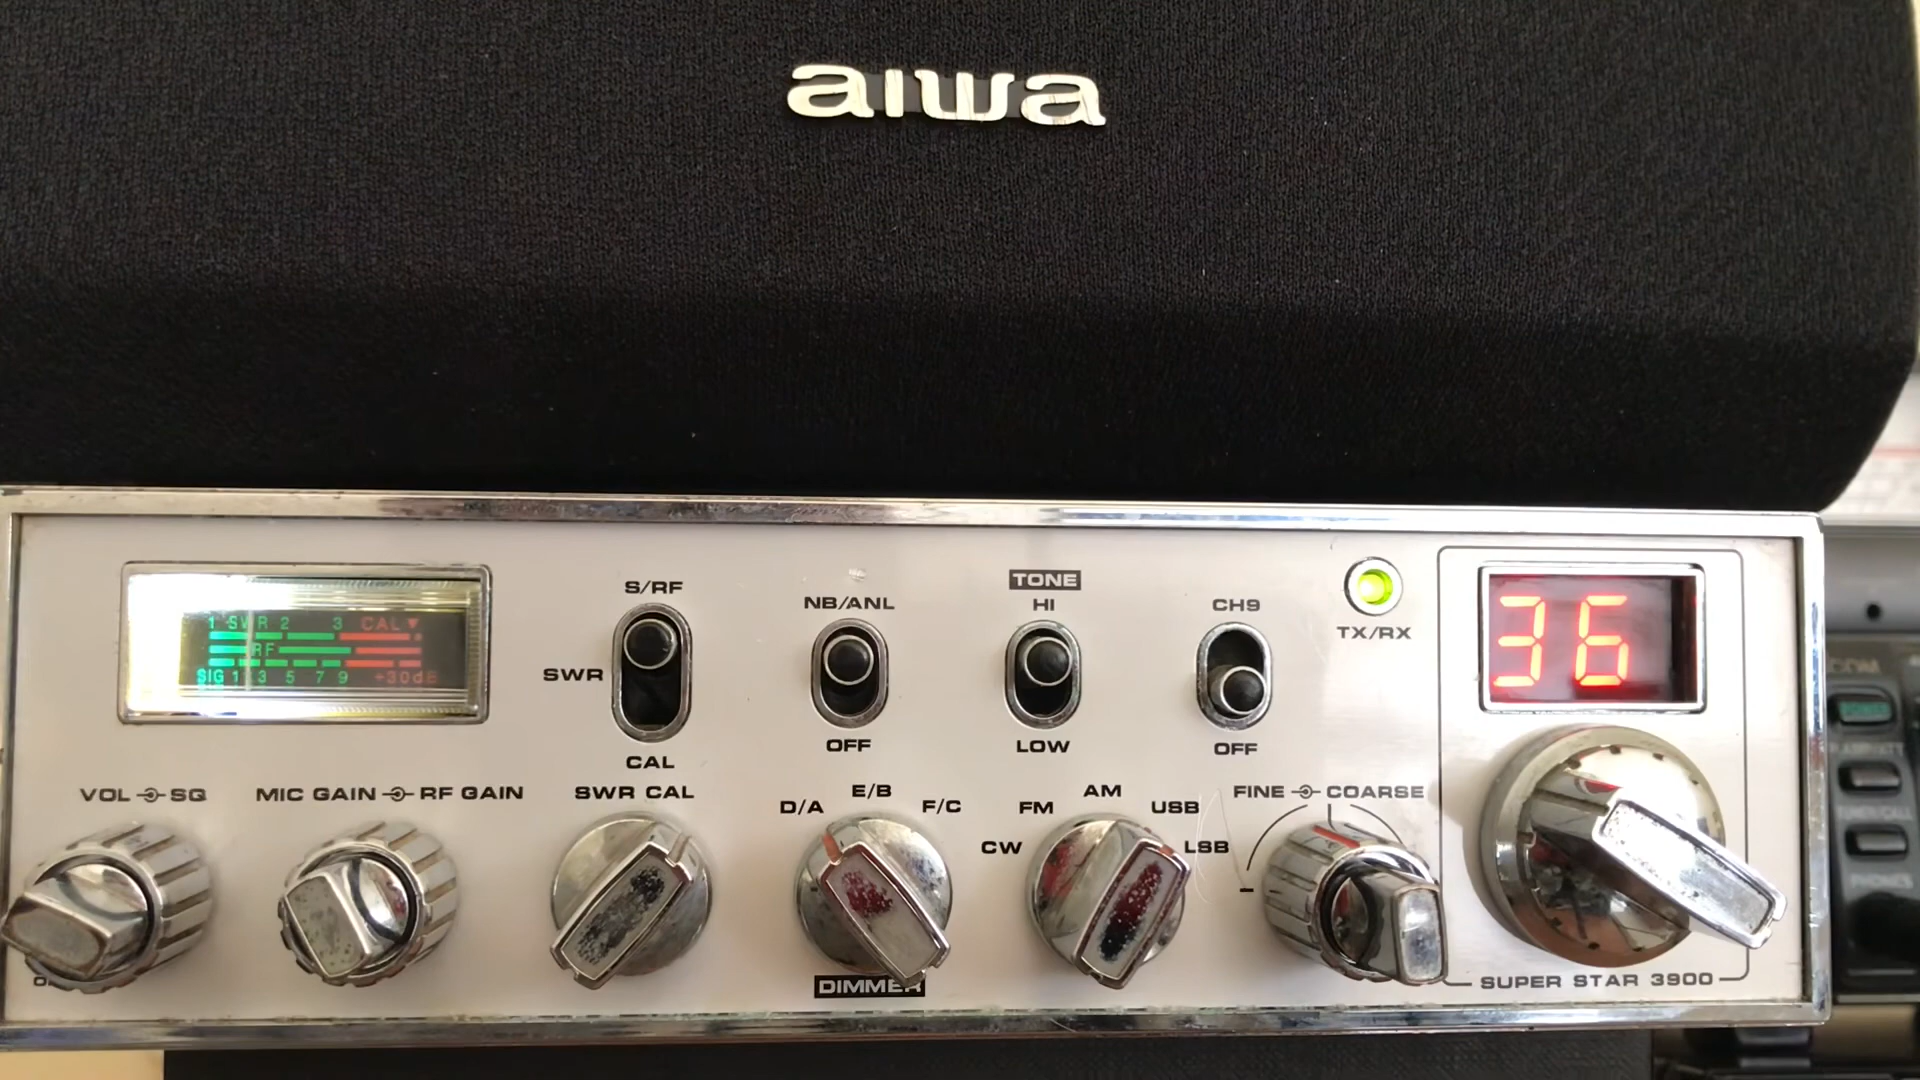 aiwa
1 SWR 2 3 CAL
RF
SIG 1 3 5 7 9 +30dB
S/RF
SWR
CAL
NB/ANL
OFF
TONE
HI
LOW
CH9
OFF
TX/RX
36
VOL SQ
MIC GAIN RF GAIN
SWR CAL
D/A E/B F/C
DIMMER
CW FM AM USB LSB
FINE COARSE
SUPER STAR 3900
PHONES